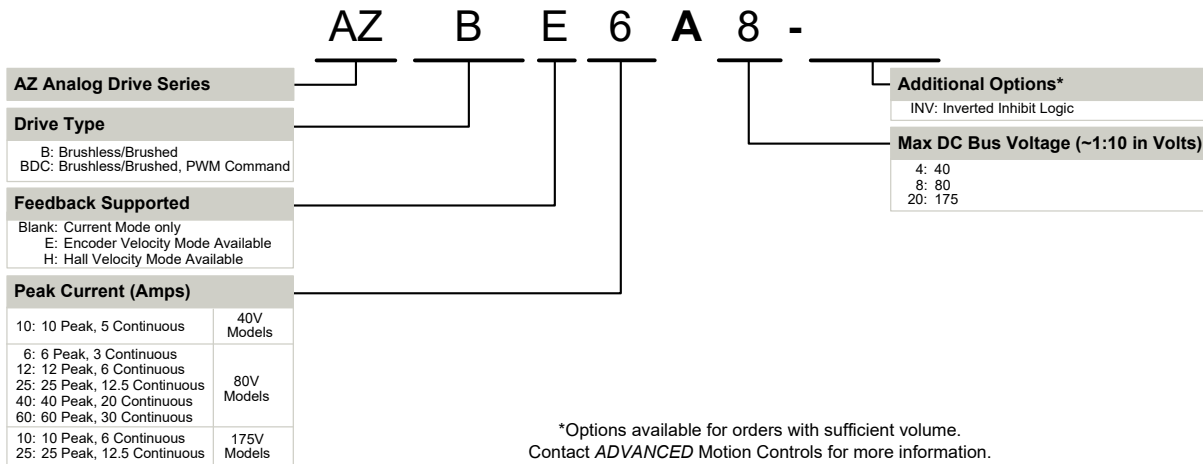 AZ B E 6 A 8 -
AZ Analog Drive Series
Drive Type
B: Brushless/Brushed
BDC: Brushless/Brushed, PWM Command
Feedback Supported
Blank: Current Mode only
E: Encoder Velocity Mode Available
H: Hall Velocity Mode Available
Peak Current (Amps)
10: 10 Peak, 5 Continuous
40V
Models
6: 6 Peak, 3 Continuous
12: 12 Peak, 6 Continuous
25: 25 Peak, 12.5 Continuous
40: 40 Peak, 20 Continuous
60: 60 Peak, 30 Continuous
80V
Models
10: 10 Peak, 6 Continuous
25: 25 Peak, 12.5 Continuous
175V
Models
Additional Options*
INV: Inverted Inhibit Logic
Max DC Bus Voltage (~1:10 in Volts)
4: 40
8: 80
20: 175
*Options available for orders with sufficient volume.
Contact ADVANCED Motion Controls for more information.